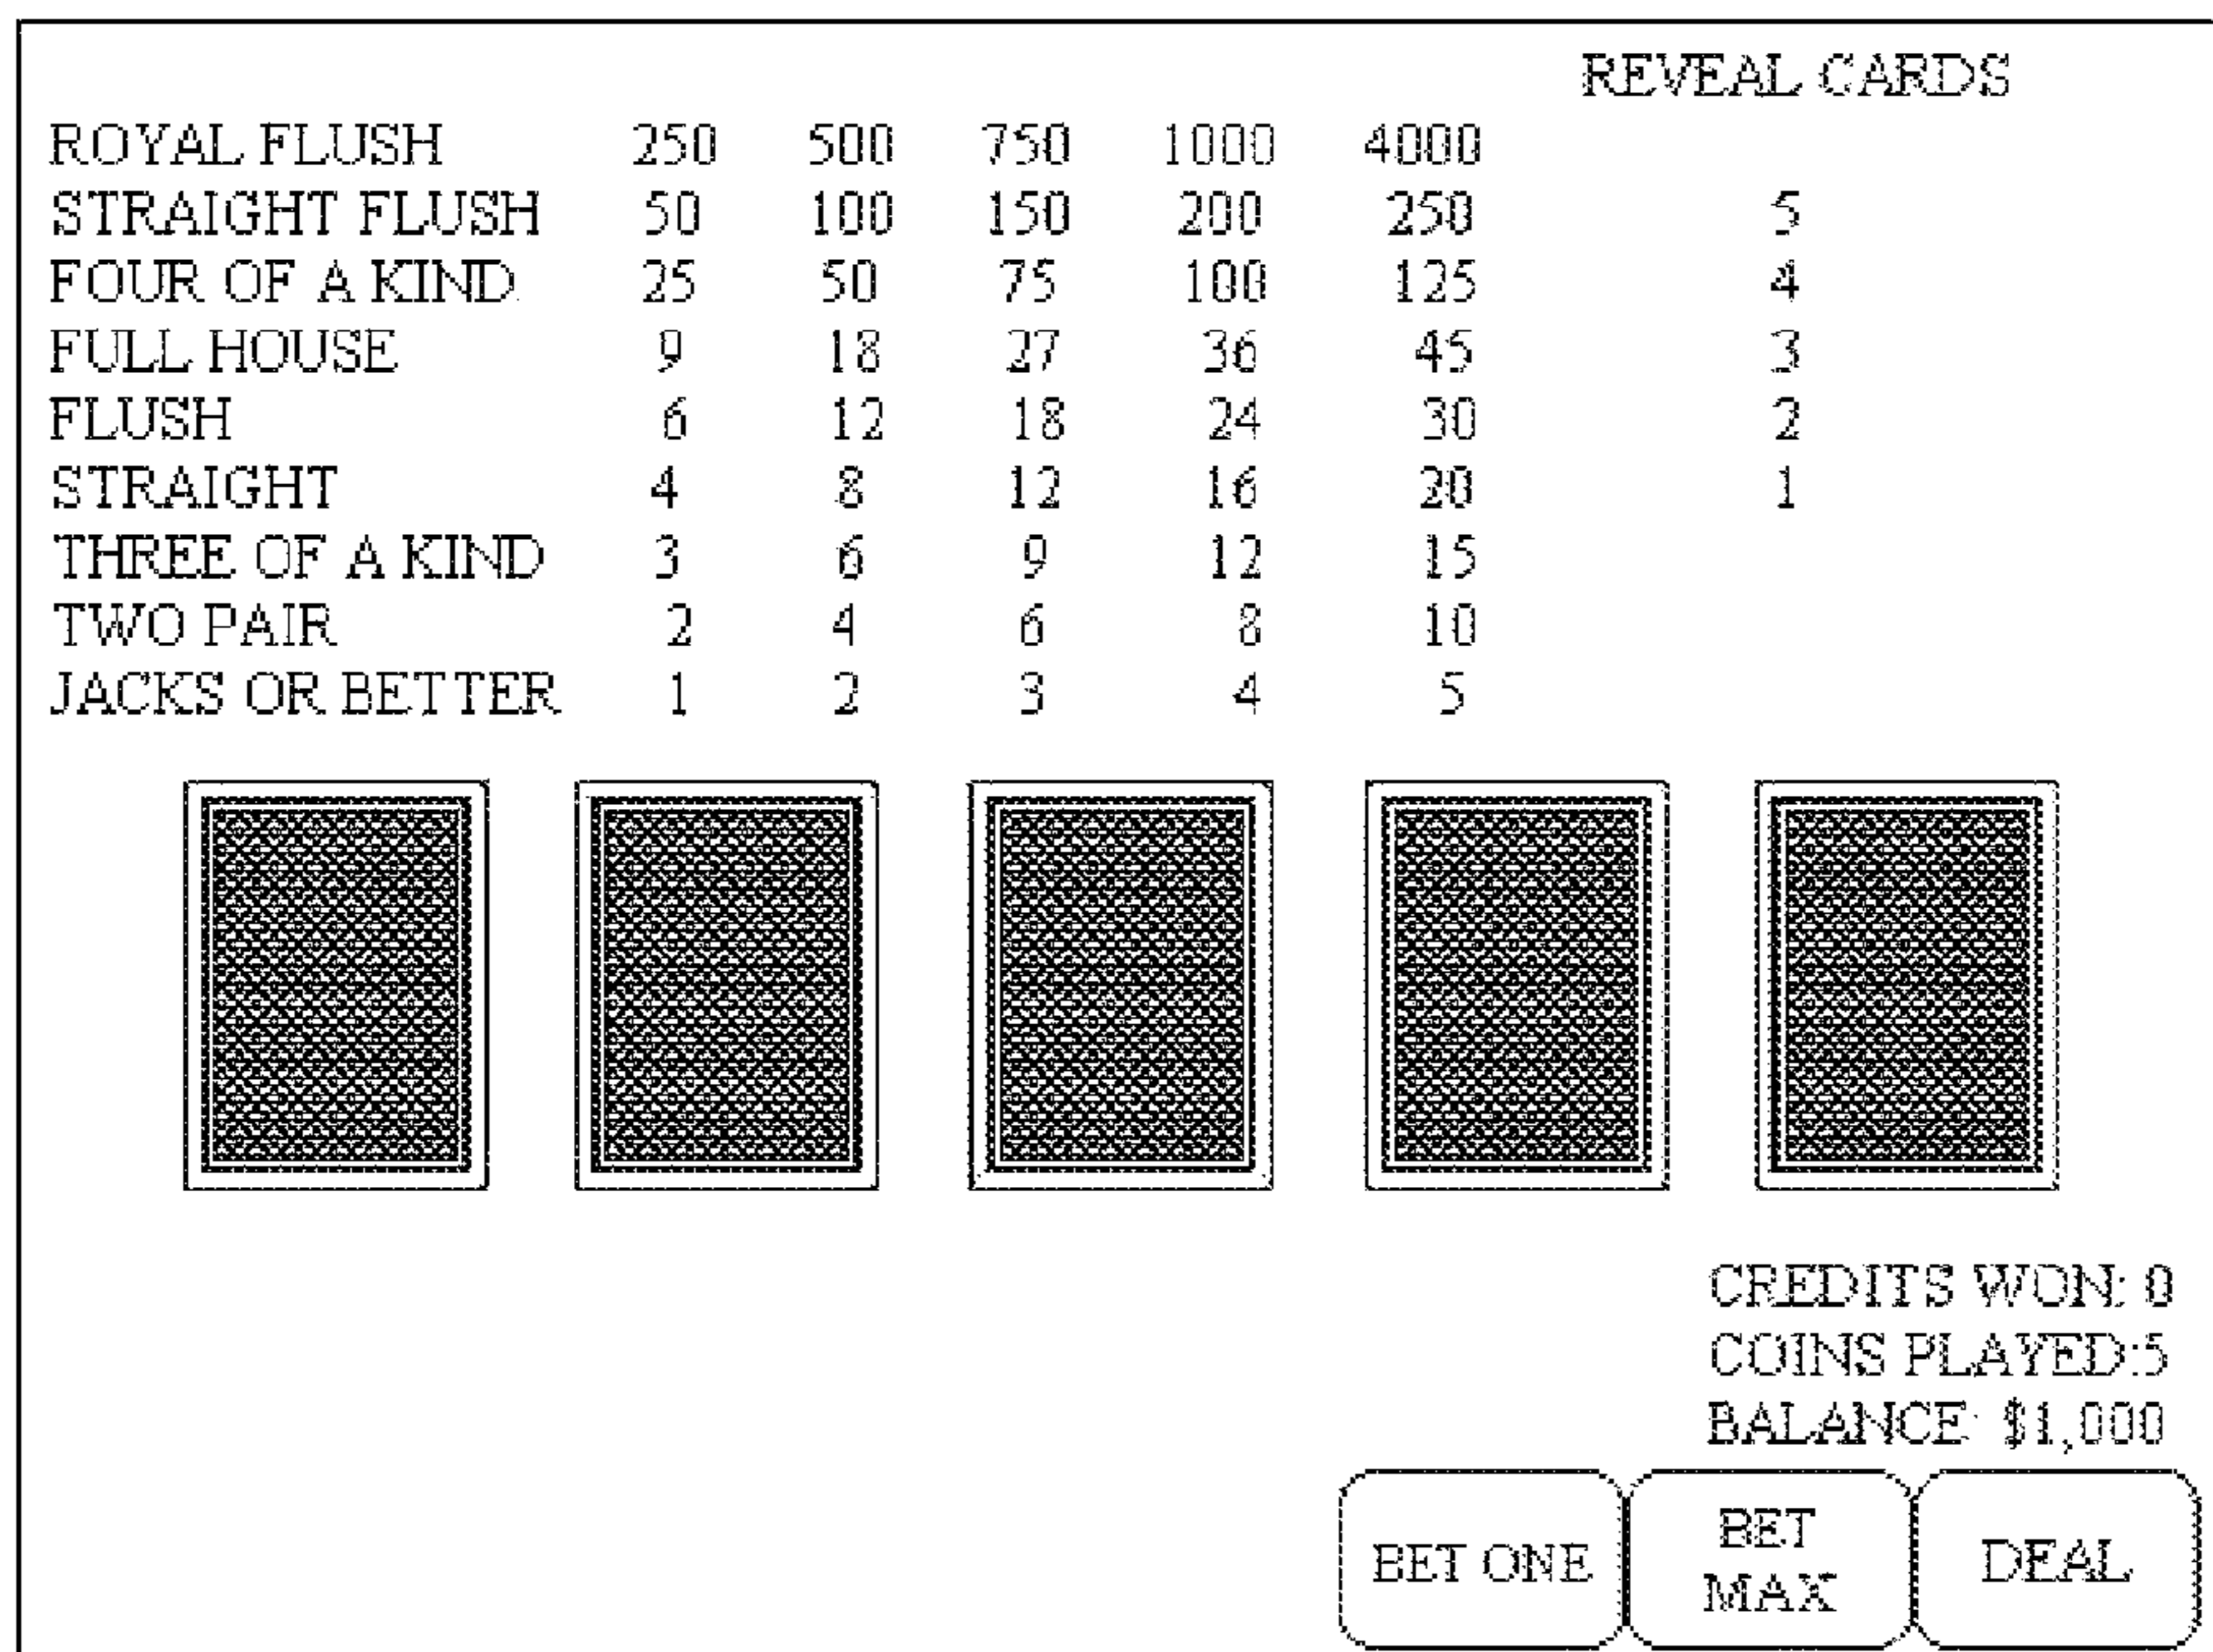 REVEAL CARDS
ROYAL FLUSH 250 500 750 1000 4000
STRAIGHT FLUSH 50 100 150 200 250 5
FOUR OF A KIND 25 50 75 100 125 4
FULL HOUSE 9 18 27 36 45 3
FLUSH 6 12 18 24 30 2
STRAIGHT 4 8 12 16 20 1
THREE OF A KIND 3 6 9 12 15
TWO PAIR 2 4 6 8 10
JACKS OR BETTER 1 2 3 4 5
CREDITS WON: 0
COINS PLAYED:5
BALANCE: $1,000
BET ONE
BET
MAX
DEAL